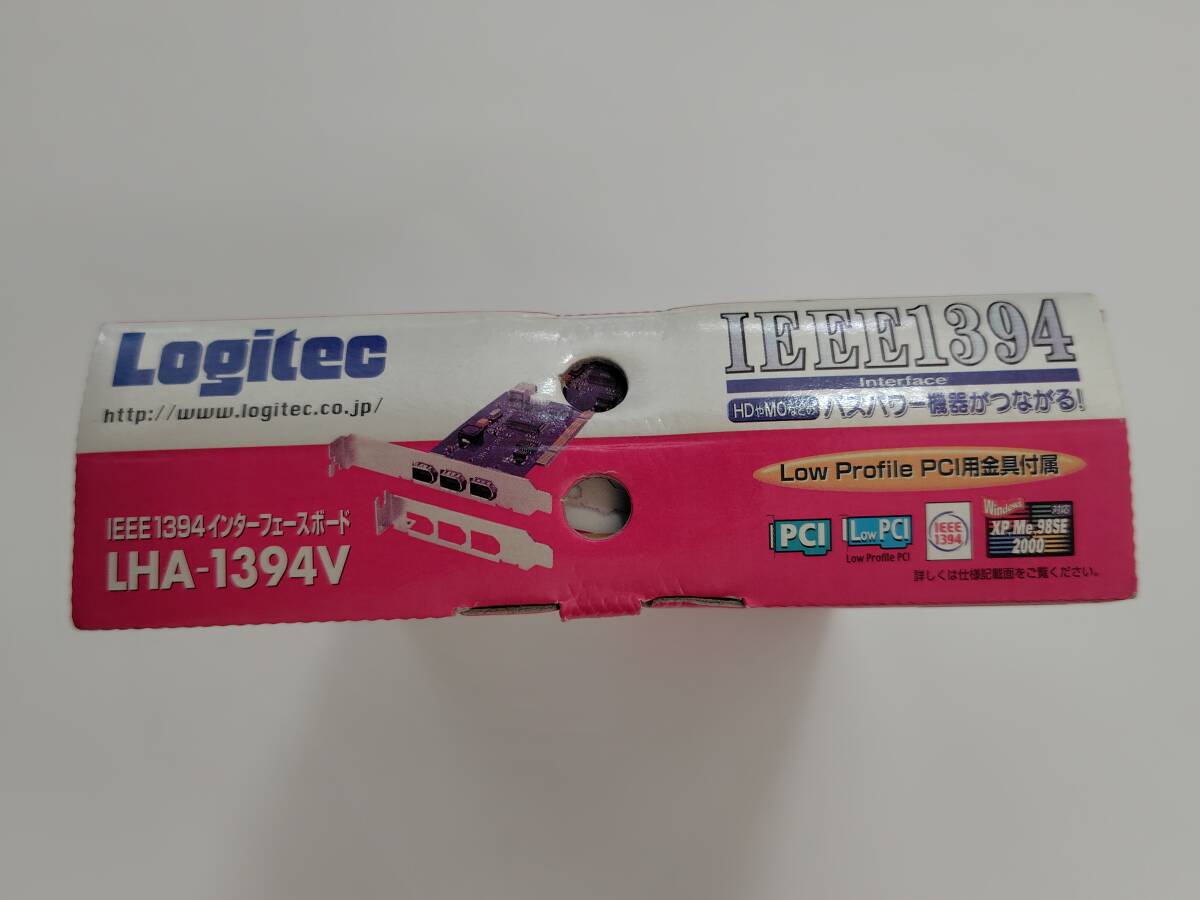 Logitec
http://www.logitec.co.jp/
IEEE1394インターフェースボード
LHA-1394V
IEEE1394
Interface
HDやMOなどの バスパワー機器がつながる!
Low Profile PCI用金具付属
PCI
Low PCI
Low Profile PCI
IEEE
1394
Windows 対応
XP,Me,98SE
2000
詳しくは仕様記載面をご覧ください。